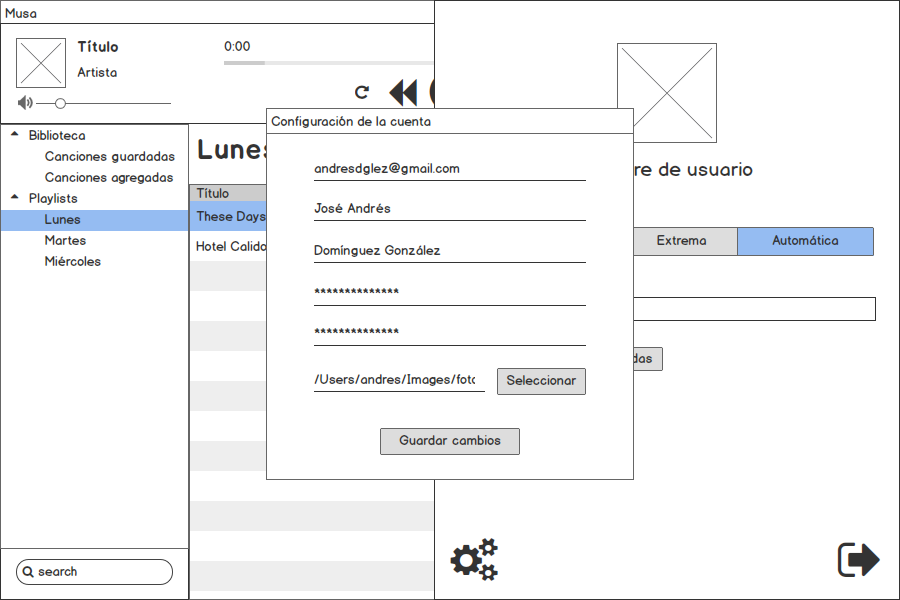 Musa
Título
Artista
0:00
Biblioteca
Canciones guardadas
Canciones agregadas
Playlists
Lunes
Martes
Miércoles
search
Lunes
Título
These Days
Hotel Calido
Configuración de la cuenta
andresdglez@gmail.com
José Andrés
Domínguez González
**************
**************
/Users/andres/Images/foto
Seleccionar
Guardar cambios
re de usuario
Extrema
Automática
das